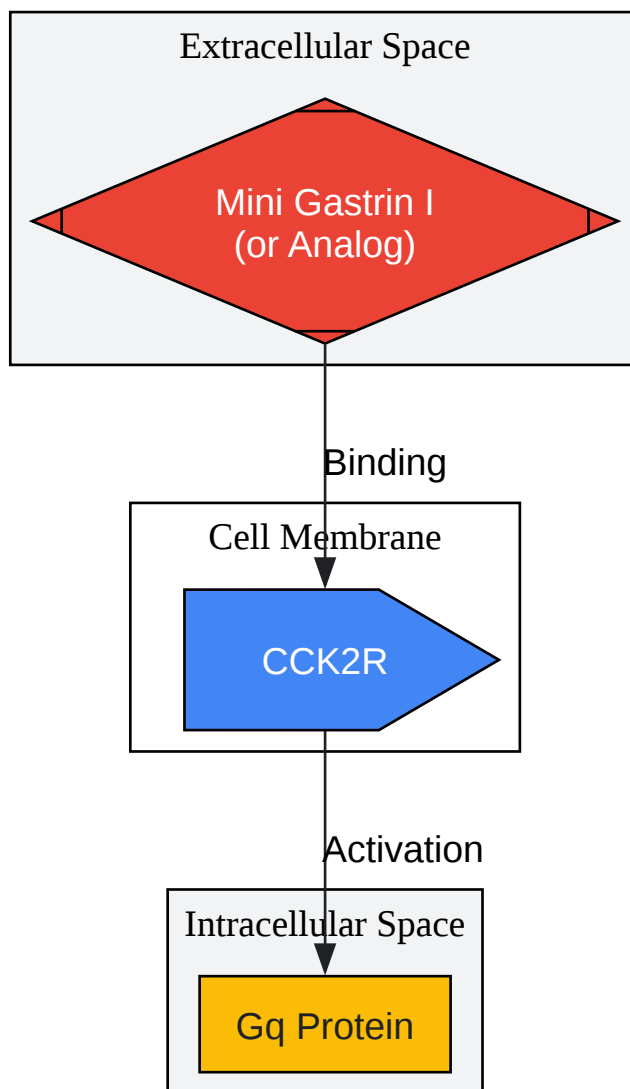 Extracellular Space
Mini Gastrin I
(or Analog)
Binding
Cell Membrane
CCK2R
Activation
Intracellular Space
Gq Protein